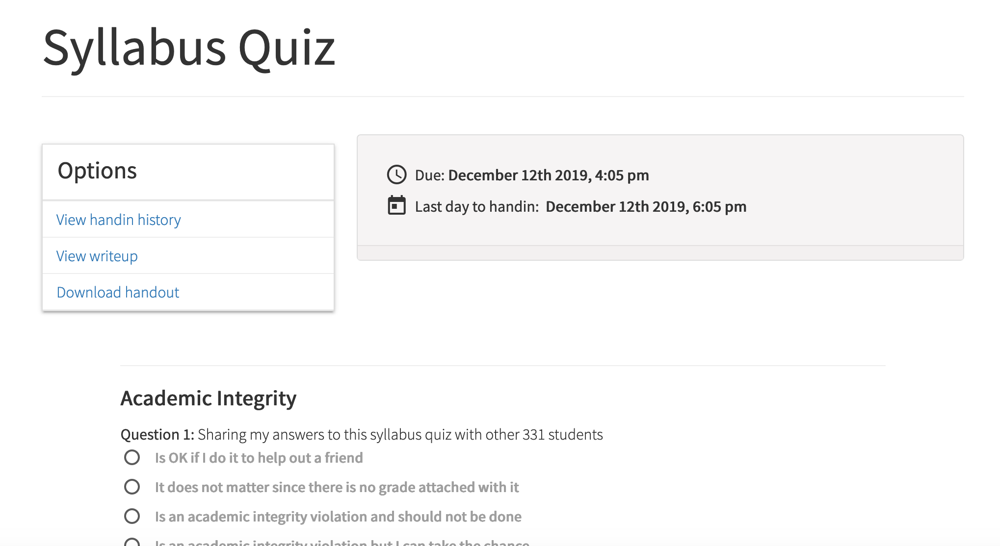 Syllabus Quiz
Options
View handin history
View writeup
Download handout
Due: December 12th 2019, 4:05 pm
Last day to handin: December 12th 2019, 6:05 pm
Academic Integrity
Question 1: Sharing my answers to this syllabus quiz with other 331 students
Is OK if I do it to help out a friend
It does not matter since there is no grade attached with it
Is an academic integrity violation and should not be done
Is an academic integrity violation but I can take the chance